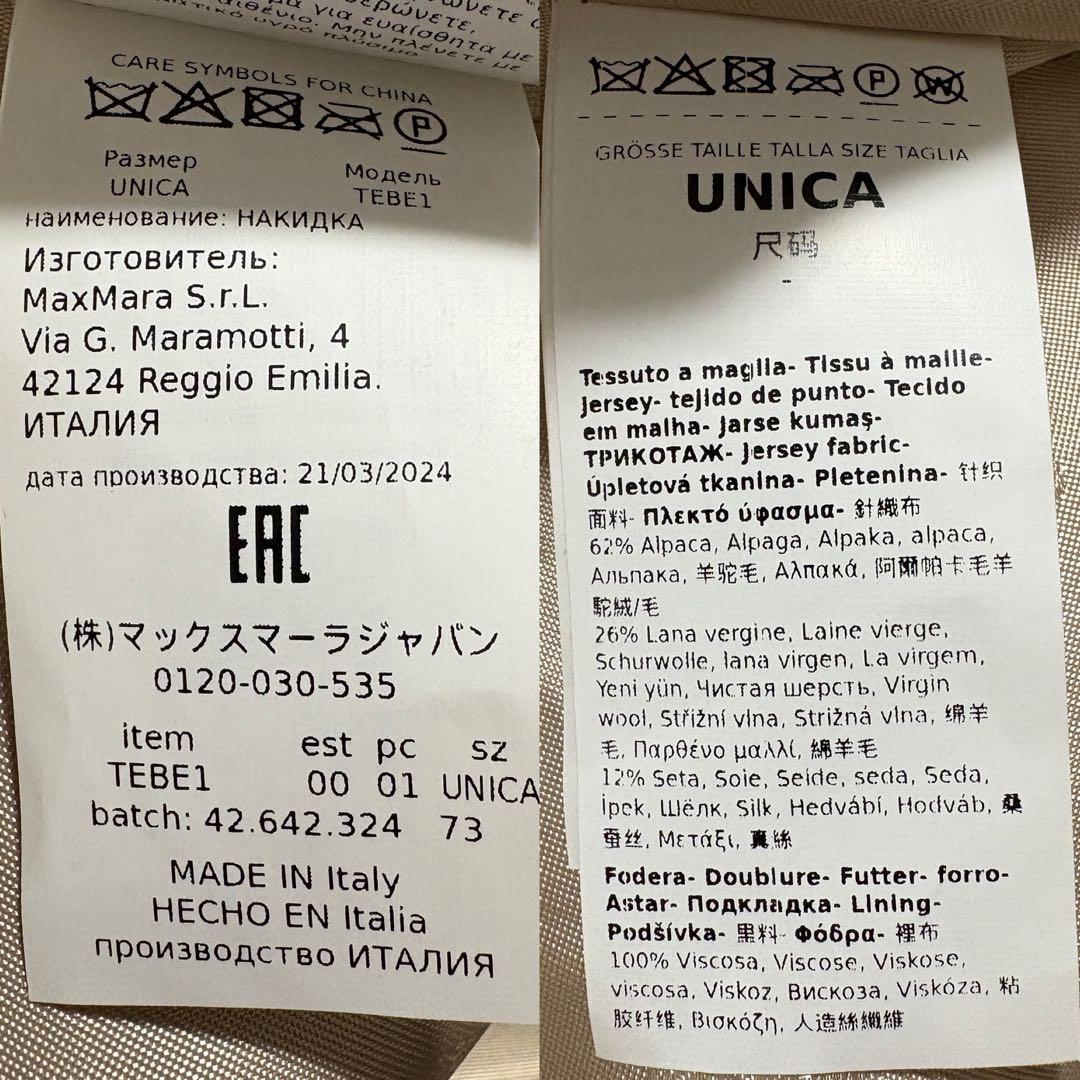 CARE SYMBOLS FOR CHINA
Размер
UNICA
Модель
TEBE1
наименование: НАКИДКА
Изготовитель:
MaxMara S.r.L.
Via G. Maramotti, 4
42124 Reggio Emilia.
ИТАЛИЯ
дата производства: 21/03/2024
EAC
(株)マックスマーラジャパン
0120-030-535
item est pc sz
TEBE1 00 01 UNICA
batch: 42.642.324 73
MADE IN Italy
HECHO EN Italia
производство ИТАЛИЯ
GRÖSSE TAILLE TALLA SIZE TAGLIA
UNICA
尺码
-
Tessuto a maglia- Tissu à maille-
Jersey- tejido de punto- Tecido
em malha- Jarse kumaş-
ТРИКОТАЖ- Jersey fabric-
Úpletová tkanina- Pletenina- 针织
面料- Πλεκτό ύφασμα- 針織布
62% Alpaca, Alpaga, Alpaka, alpaca,
Альпака, 羊驼毛, Αλπακά, 阿爾帕卡毛羊
駝絨/毛
26% Lana vergine, Laine vierge,
Schurwolle, lana virgen, La virgem,
Yeni yün, Чистая шерсть, Virgin
wool, Střižní vlna, Strižná vlna, 绵羊
毛, Παρθένο μαλλί, 綿羊毛
12% Seta, Soie, Seide, seda, Seda,
İpek, Шёлк, Silk, Hedvábí, Hodváb, 桑
蚕丝, Μετάξι, 真絲
Fodera- Doublure- Futter- forro-
Astar- Подкладка- Lining-
Podšívka- 里料- Φόδρα- 裡布
100% Viscosa, Viscose, Viskose,
viscosa, Viskoz, Вискоза, Viskóza, 粘
胶纤维, Βισκόζη, 人造絲纖維